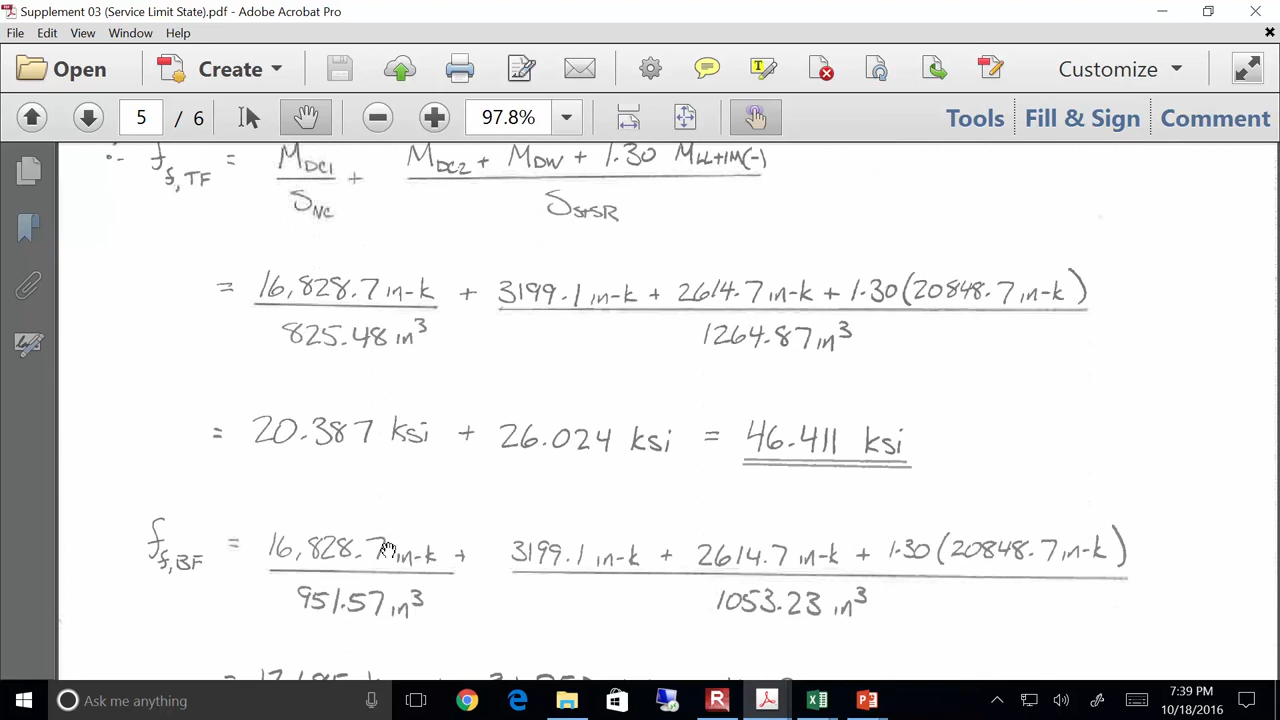 Supplement 03 (Service Limit State).pdf - Adobe Acrobat Pro
File Edit View Window Help
Open Create Customize
5 / 6 97.8% Tools Fill & Sign Comment
∴ f_f,TF = M_DC1 / S_NC + (M_DC2 + M_DW + 1.30 M_LL+IM(-)) / S_S+SR
= 16,828.7 in-k / 825.48 in³ + (3199.1 in-k + 2614.7 in-k + 1.30(20848.7 in-k)) / 1264.87 in³
= 20.387 ksi + 26.024 ksi = 46.411 ksi
f_f,BF = 16,828.7 in-k / 951.57 in³ + (3199.1 in-k + 2614.7 in-k + 1.30(20848.7 in-k)) / 1053.23 in³
Ask me anything
7:39 PM
10/18/2016